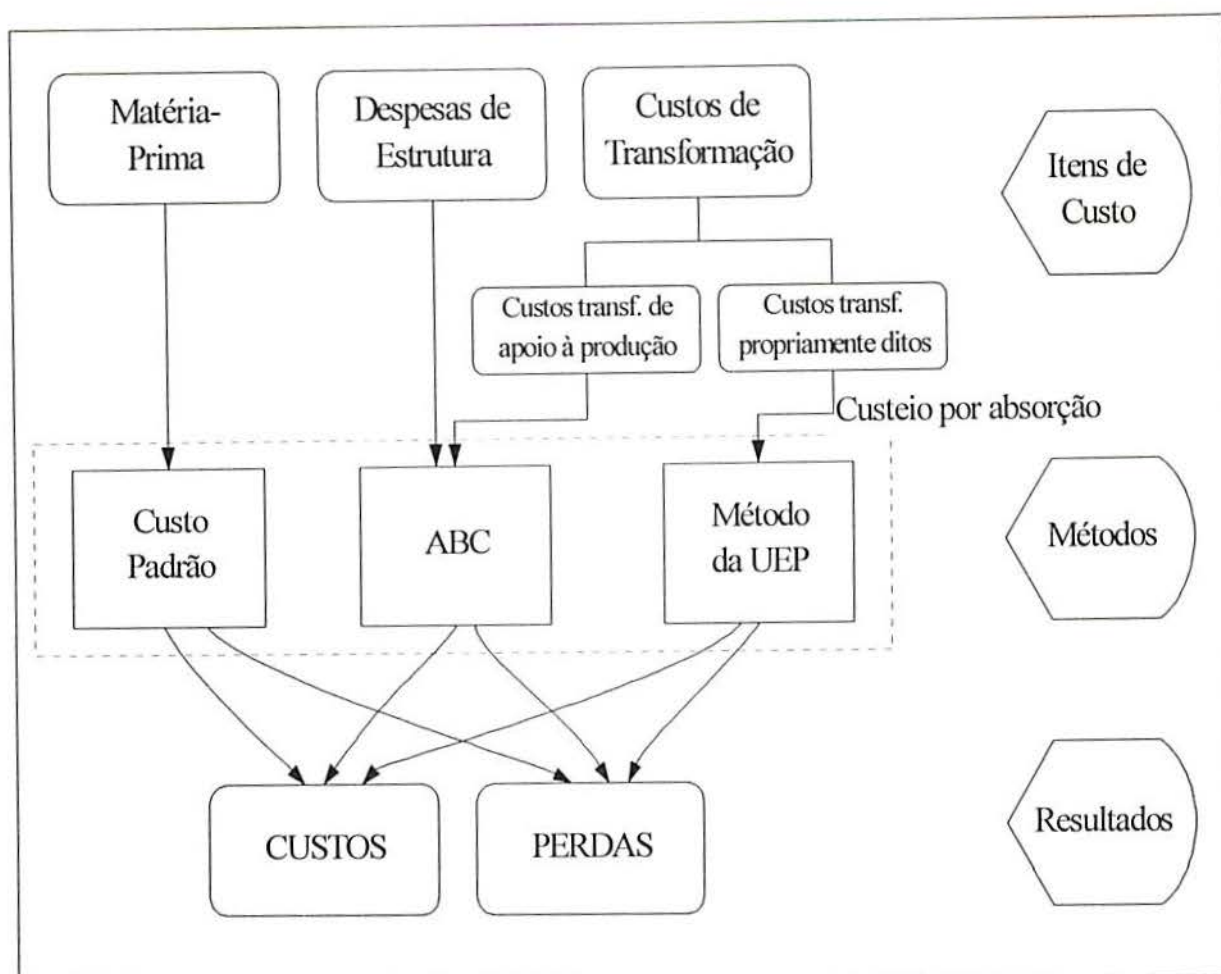 Matéria-
Prima
Despesas de
Estrutura
Custos de
Transformação
Itens de
Custo
Custos transf. de
apoio à produção
Custos transf.
propriamente ditos
Custeio por absorção
Custo
Padrão
ABC
Método
da UEP
Métodos
CUSTOS
PERDAS
Resultados